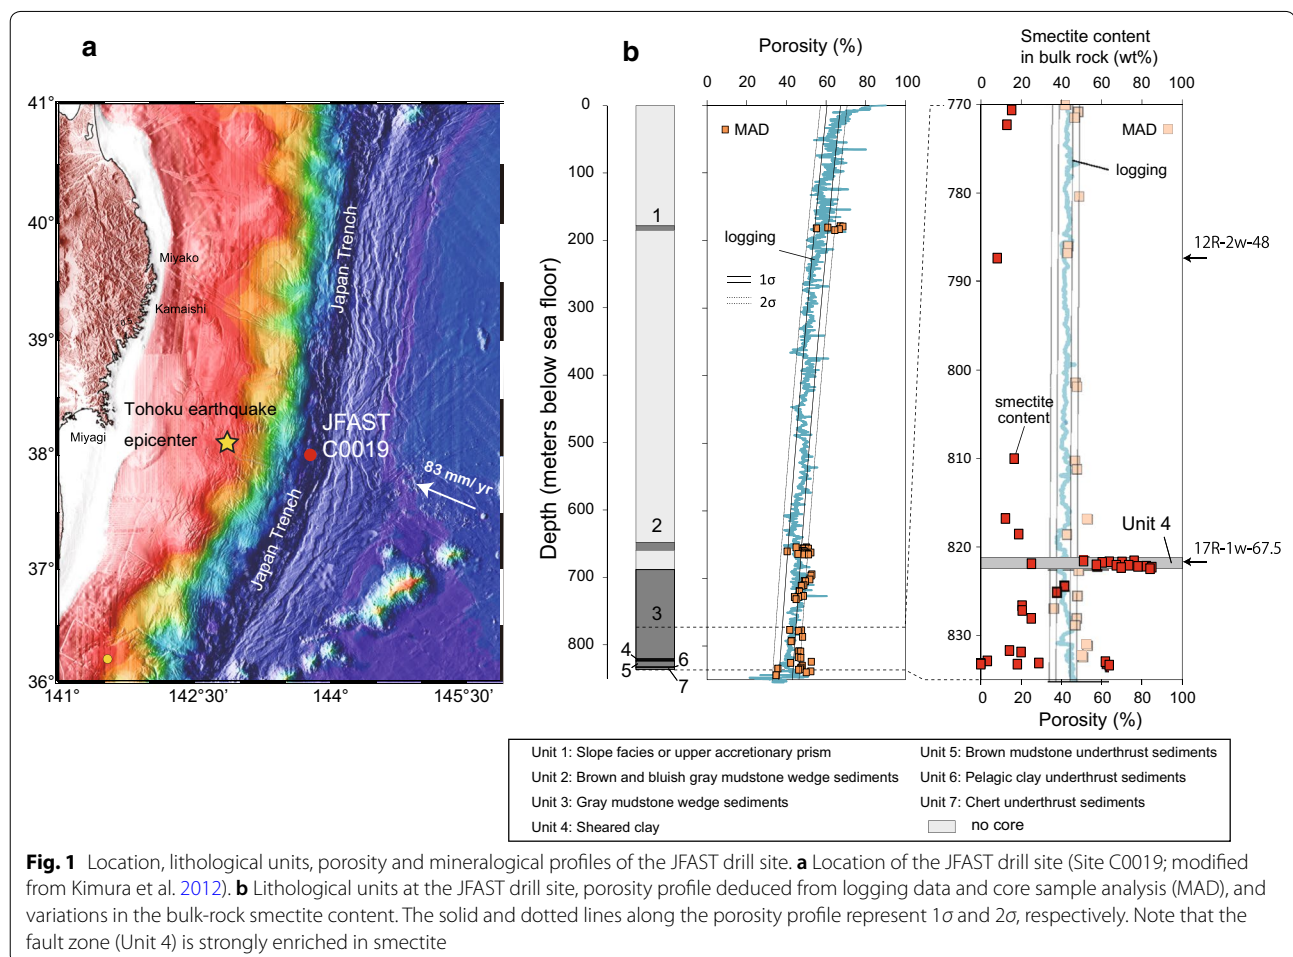 a
41°
40°
39°
38°
37°
36°
141°
142°30'
144°
145°30'
Miyako
Kamaishi
Miyagi
Tohoku earthquake
epicenter
Japan Trench
Japan Trench
JFAST
C0019
83 mm/yr
b
Porosity (%)
0 20 40 60 80 100
Depth (meters below sea floor)
0
100
200
300
400
500
600
700
800
1
2
3
4
5
6
7
MAD
logging
1σ
2σ
Smectite content
in bulk rock (wt%)
0 20 40 60 80 100
770
780
790
800
810
820
830
MAD
logging
smectite
content
Unit 4
12R-2w-48
17R-1w-67.5
0 20 40 60 80 100
Porosity (%)
Unit 1: Slope facies or upper accretionary prism
Unit 2: Brown and bluish gray mudstone wedge sediments
Unit 3: Gray mudstone wedge sediments
Unit 4: Sheared clay
Unit 5: Brown mudstone underthrust sediments
Unit 6: Pelagic clay underthrust sediments
Unit 7: Chert underthrust sediments
no core
Fig. 1 Location, lithological units, porosity and mineralogical profiles of the JFAST drill site. a Location of the JFAST drill site (Site C0019; modified
from Kimura et al. 2012). b Lithological units at the JFAST drill site, porosity profile deduced from logging data and core sample analysis (MAD), and
variations in the bulk-rock smectite content. The solid and dotted lines along the porosity profile represent 1σ and 2σ, respectively. Note that the
fault zone (Unit 4) is strongly enriched in smectite